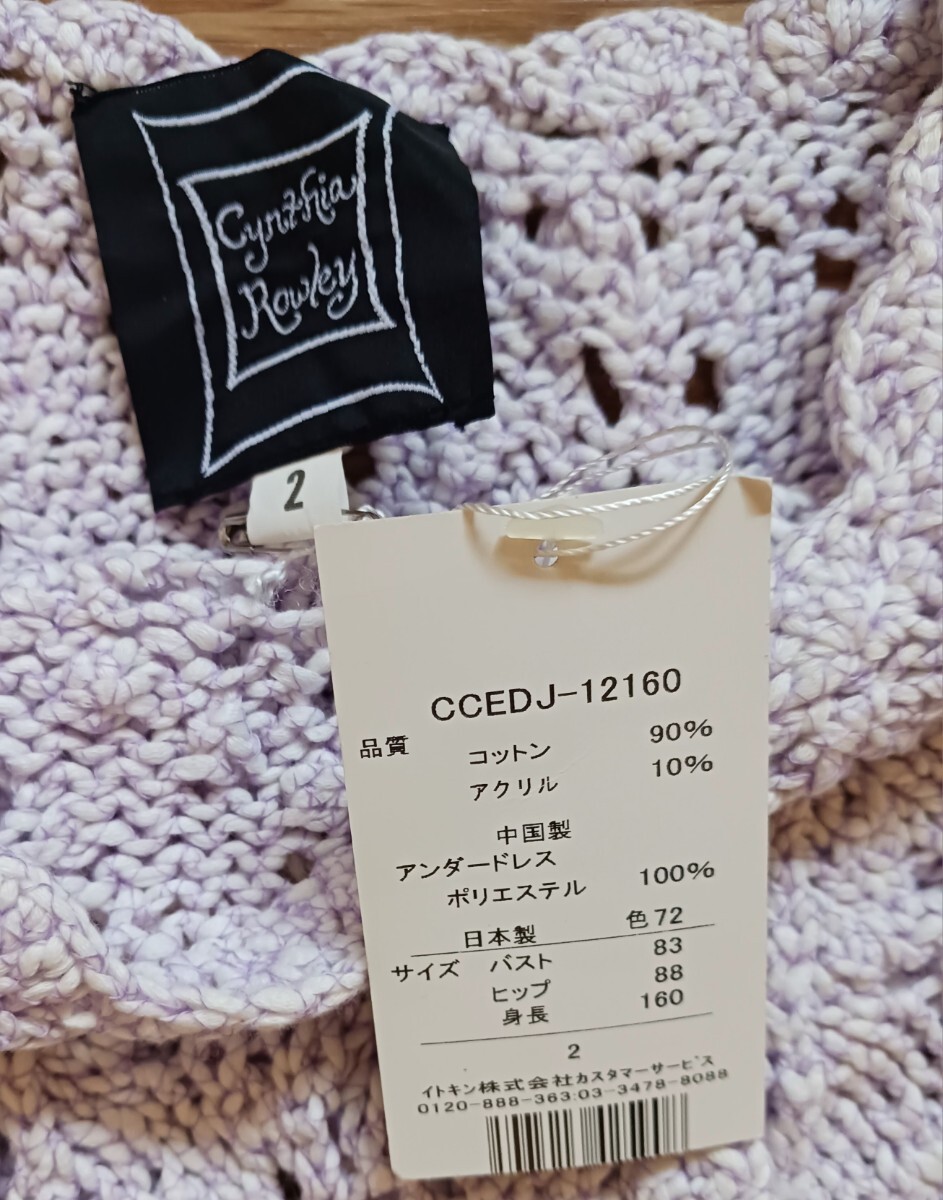 Cynthia
Rowley
2
CCEDJ-12160
品質 コットン 90%
アクリル 10%
中国製
アンダードレス
ポリエステル 100%
日本製 色72
サイズ バスト 83
ヒップ 88
身長 160
2
イトキン株式会社カスタマーサービス
0120-888-363:03-3478-8088